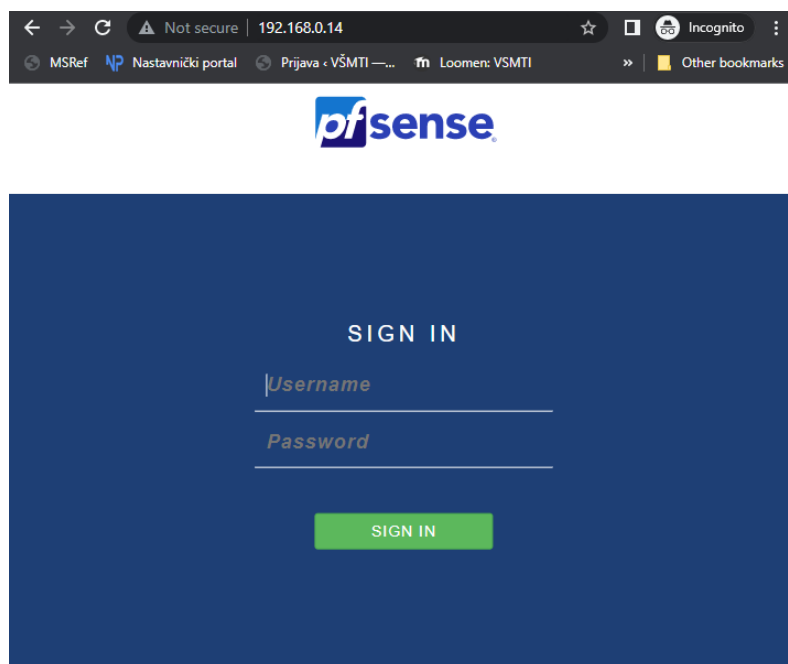 Not secure 192.168.0.14 Incognito
MSRef Nastavnički portal Prijava ‹ VŠMTI —... Loomen: VSMTI » Other bookmarks
pfsense
SIGN IN
Username
Password
SIGN IN